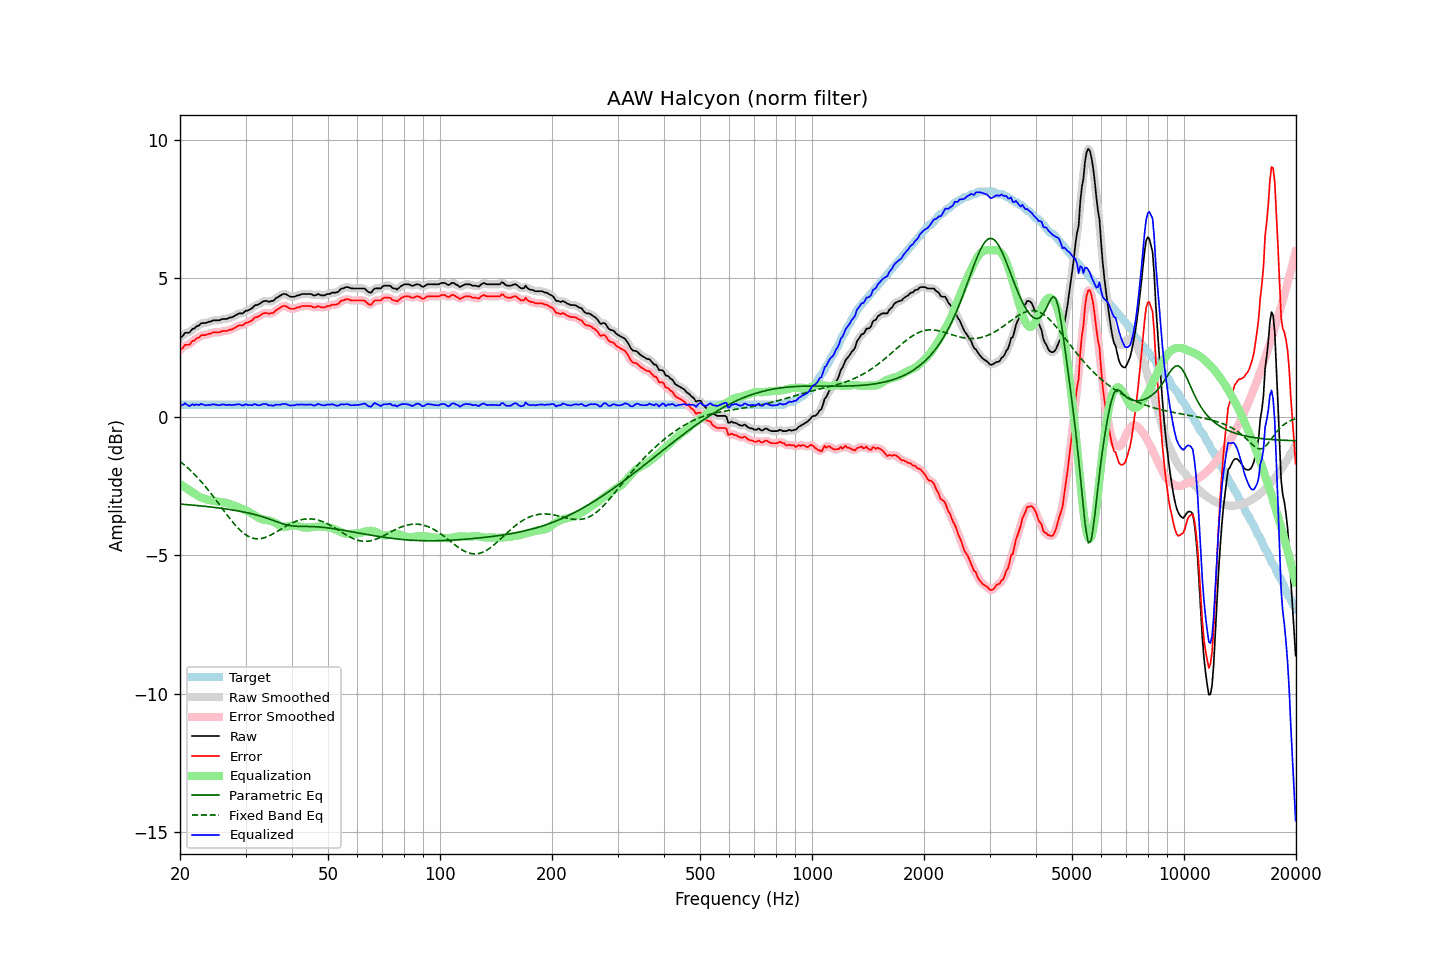 AAW Halcyon (norm filter)
Amplitude (dBr)
10
5
0
−5
−10
−15
Target
Raw Smoothed
Error Smoothed
Raw
Error
Equalization
Parametric Eq
Fixed Band Eq
Equalized
20 50 100 200 500 1000 2000 5000 10000 20000
Frequency (Hz)